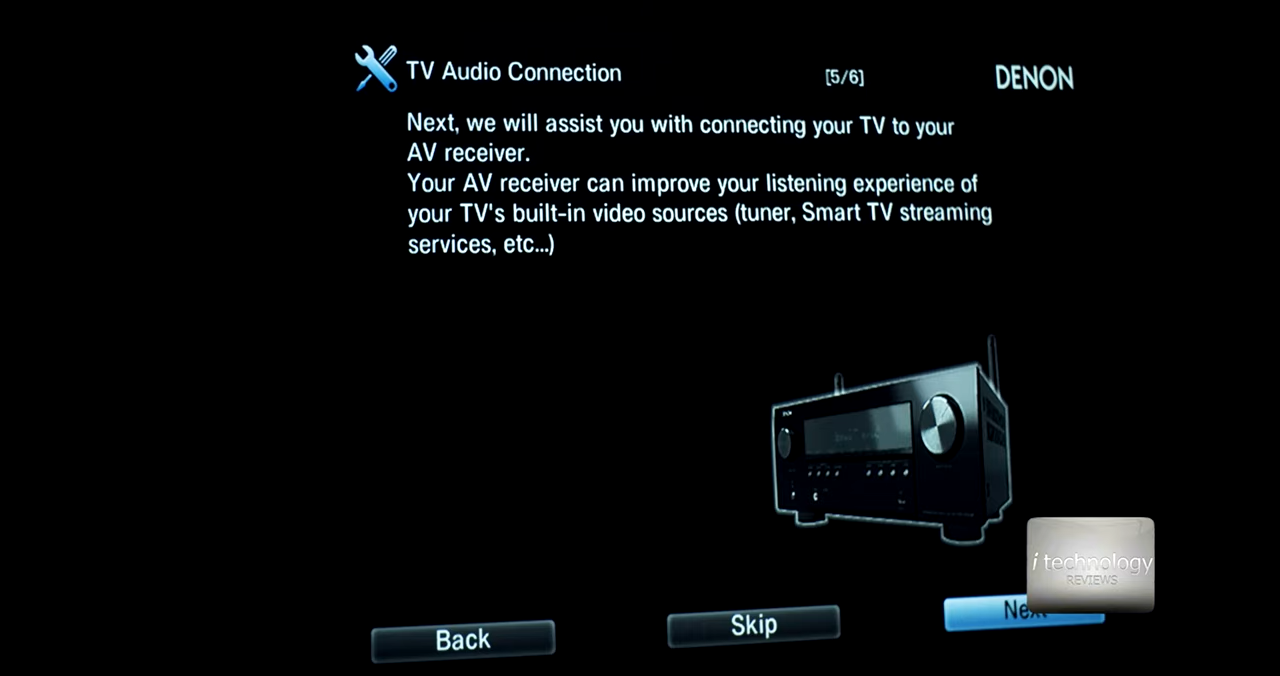 TV Audio Connection
[5/6]
DENON
Next, we will assist you with connecting your TV to your
AV receiver.
Your AV receiver can improve your listening experience of
your TV's built-in video sources (tuner, Smart TV streaming
services, etc...)
i technology
REVIEWS
Back
Skip
Next